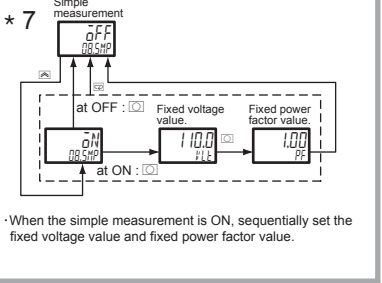 Simple
* 7 measurement
oFF
08.SMP
at OFF :
Fixed voltage
value.
Fixed power
factor value.
oN
08.SMP
110.0
VLt
1.00
PF
at ON :
·When the simple measurement is ON, sequentially set the
fixed voltage value and fixed power factor value.